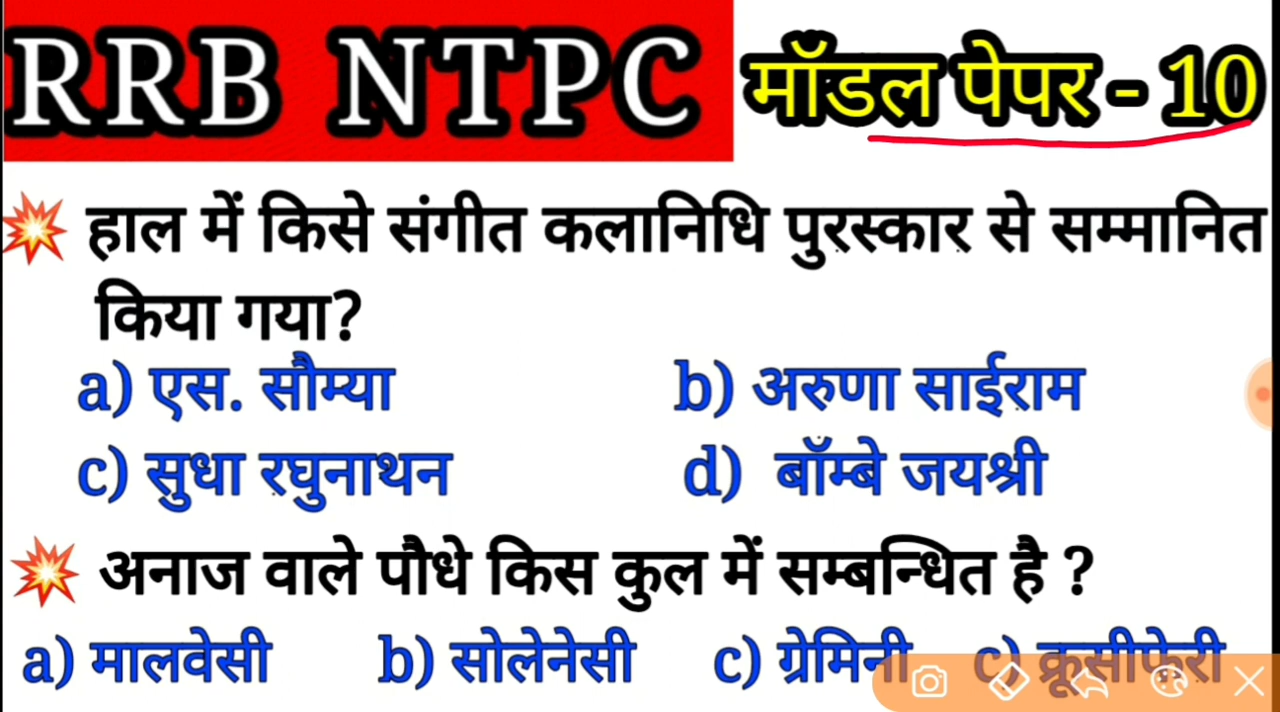 RRB NTPC मॉडल पेपर - 10
हाल में किसे संगीत कलानिधि पुरस्कार से सम्मानित
किया गया?
a) एस. सौम्या b) अरुणा साईराम
c) सुधा रघुनाथन d) बॉम्बे जयश्री
अनाज वाले पौधे किस कुल में सम्बन्धित है ?
a) मालवेसी b) सोलेनेसी c) ग्रेमिनी c) क्रूसीफेरी